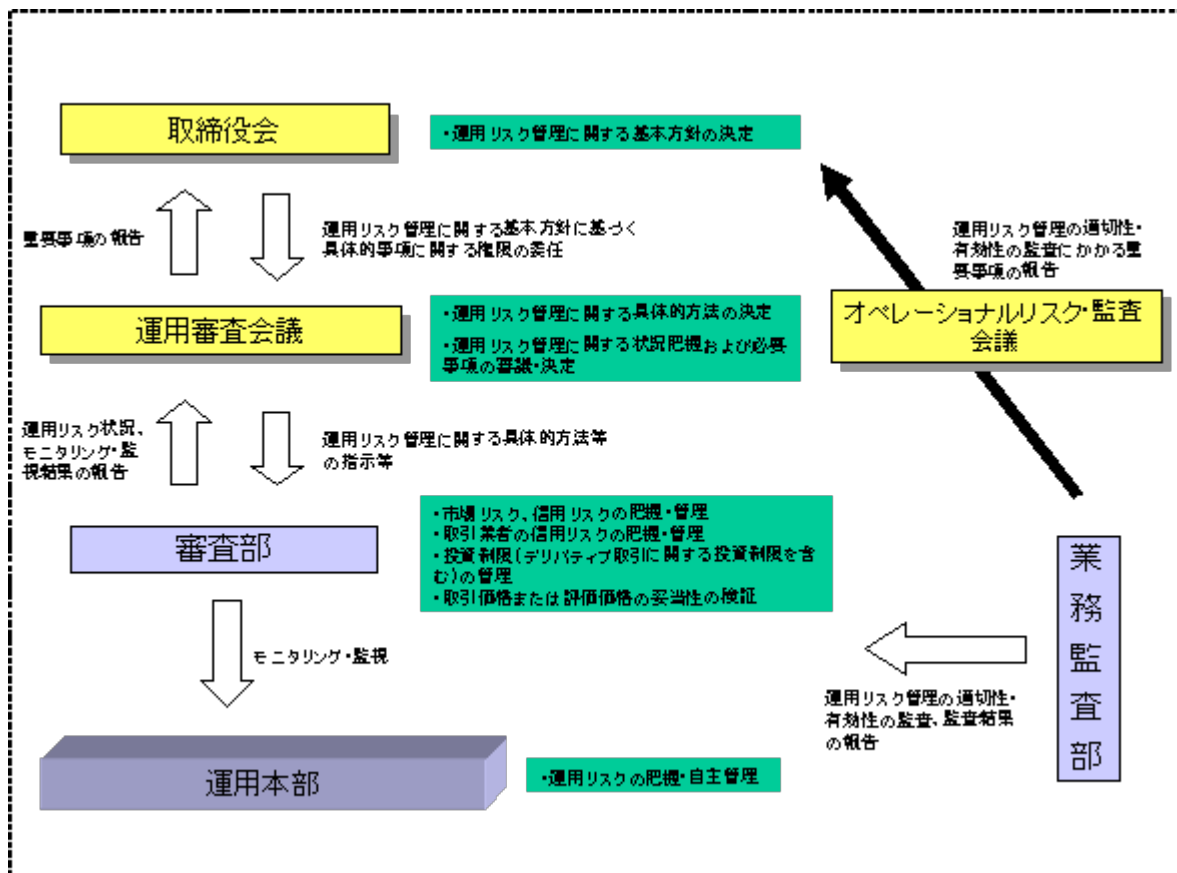 取締役会
・運用リスク管理に関する基本方針の決定
重要事項の報告
運用リスク管理に関する基本方針に基づく
具体的事項に関する権限の委任
運用リスク管理の適切性・
有効性の監査にかかる重
要事項の報告
運用審査会議
・運用リスク管理に関する具体的方法の決定
・運用リスク管理に関する状況把握および必要
事項の審議・決定
オペレーショナルリスク・監査
会議
運用リスク状況、
モニタリング・監
視結果の報告
運用リスク管理に関する具体的方法等
の指示等
審査部
・市場リスク、信用リスクの把握・管理
・取引業者の信用リスクの把握・管理
・投資制限(デリバティブ取引に関する投資制限を含
む)の管理
・取引価格または評価価格の妥当性の検証
業務監査部
モニタリング・監視
運用リスク管理の適切性・
有効性の監査、監査結果
の報告
運用本部
・運用リスクの把握・自主管理